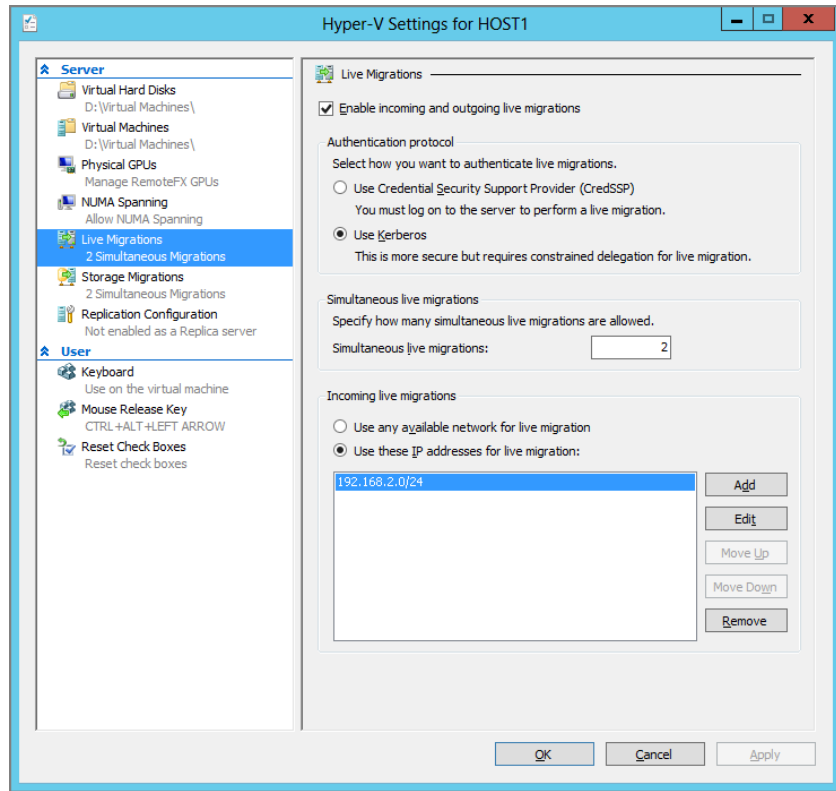 Hyper-V Settings for HOST1
Server
Virtual Hard Disks
D:\Virtual Machines\
Virtual Machines
D:\Virtual Machines\
Physical GPUs
Manage RemoteFX GPUs
NUMA Spanning
Allow NUMA Spanning
Live Migrations
2 Simultaneous Migrations
Storage Migrations
2 Simultaneous Migrations
Replication Configuration
Not enabled as a Replica server
User
Keyboard
Use on the virtual machine
Mouse Release Key
CTRL+ALT+LEFT ARROW
Reset Check Boxes
Reset check boxes
Live Migrations
Enable incoming and outgoing live migrations
Authentication protocol
Select how you want to authenticate live migrations.
Use Credential Security Support Provider (CredSSP)
You must log on to the server to perform a live migration.
Use Kerberos
This is more secure but requires constrained delegation for live migration.
Simultaneous live migrations
Specify how many simultaneous live migrations are allowed.
Simultaneous live migrations: 2
Incoming live migrations
Use any available network for live migration
Use these IP addresses for live migration:
192.168.2.0/24
Add
Edit
Move Up
Move Down
Remove
OK Cancel Apply